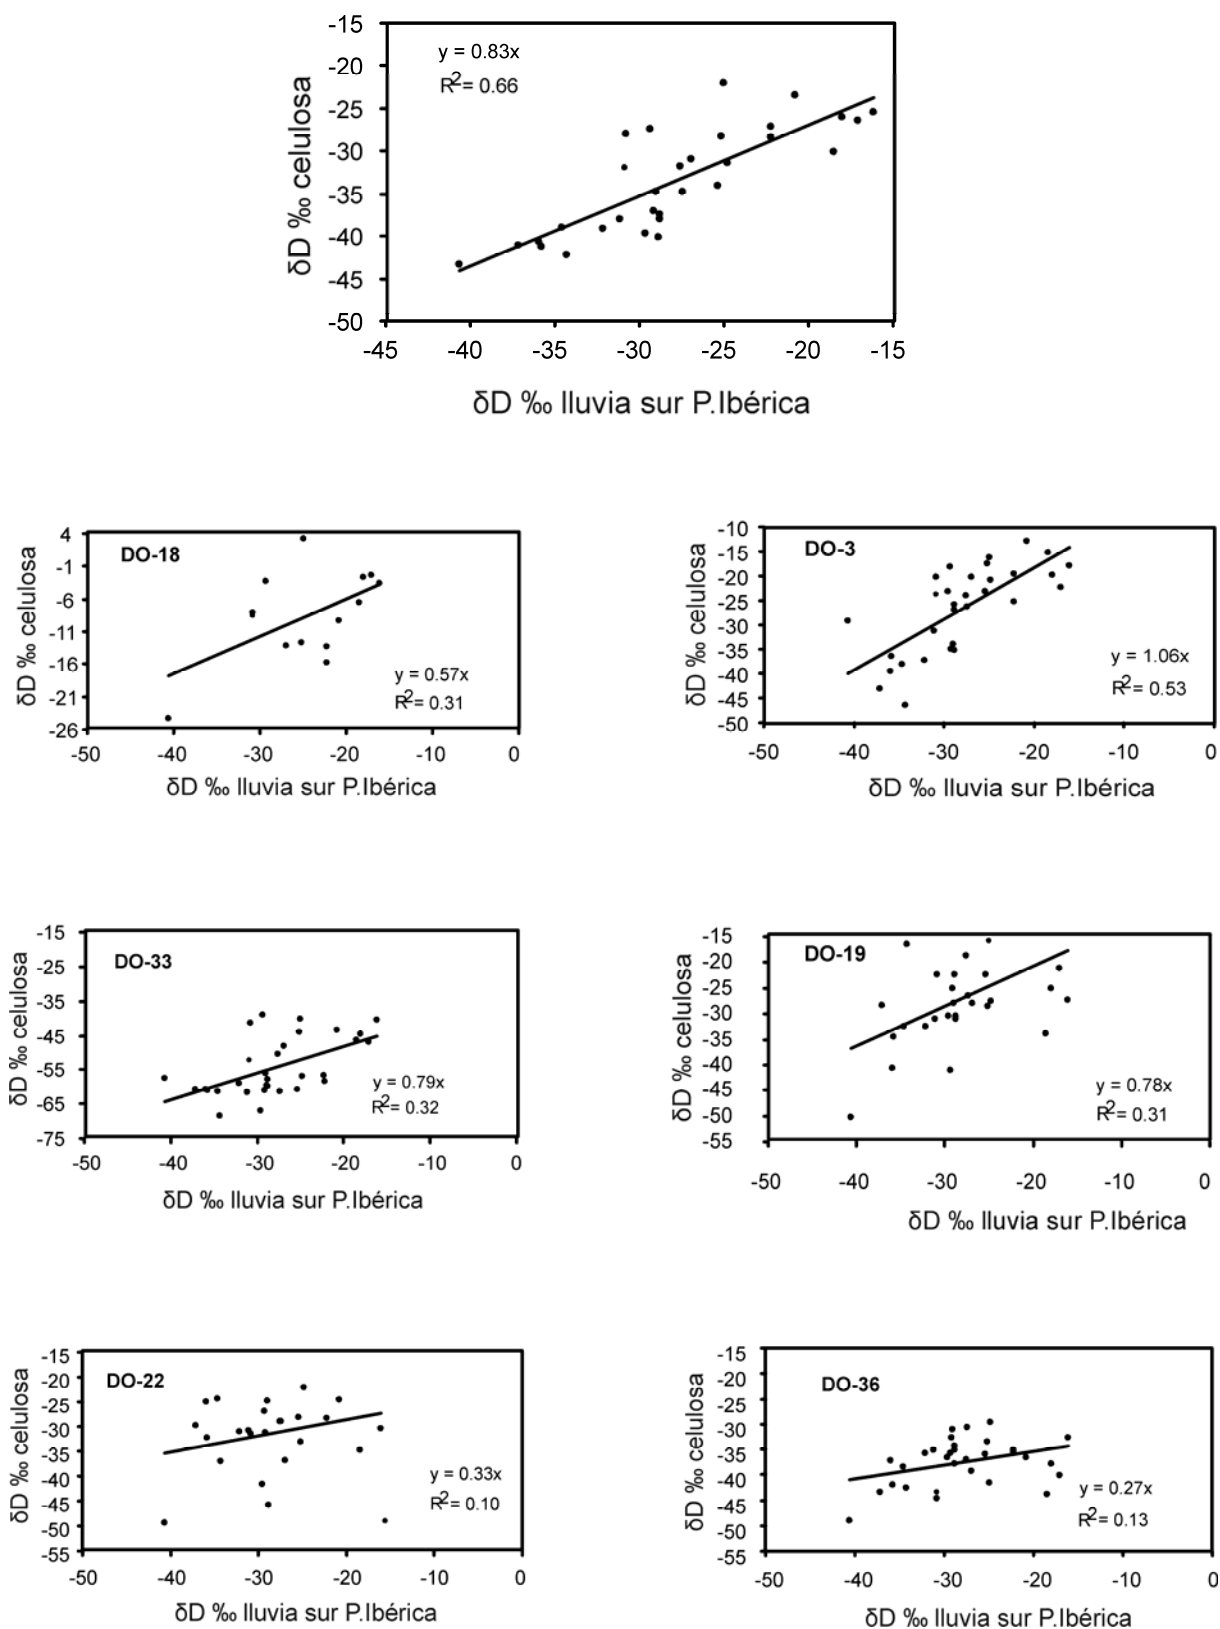 y = 0.83x
R2= 0.66
δD ‰ celulosa
-15
-20
-25
-30
-35
-40
-45
-50
-45 -40 -35 -30 -25 -20 -15
δD ‰ lluvia sur P.Ibérica
DO-18
δD ‰ celulosa
4
-1
-6
-11
-16
-21
-26
y = 0.57x
R2= 0.31
-50 -40 -30 -20 -10 0
δD ‰ lluvia sur P.Ibérica
DO-3
δD ‰ celulosa
-10
-15
-20
-25
-30
-35
-40
-45
-50
y = 1.06x
R2= 0.53
-50 -40 -30 -20 -10 0
δD ‰ lluvia sur P.Ibérica
DO-33
δD ‰ celulosa
-15
-25
-35
-45
-55
-65
-75
y = 0.79x
R2= 0.32
-50 -40 -30 -20 -10 0
δD ‰ lluvia sur P.Ibérica
DO-19
δD ‰ celulosa
-15
-20
-25
-30
-35
-40
-45
-50
-55
y = 0.78x
R2= 0.31
-50 -40 -30 -20 -10 0
δD ‰ lluvia sur P.Ibérica
DO-22
δD ‰ celulosa
-15
-20
-25
-30
-35
-40
-45
-50
-55
y = 0.33x
R2= 0.10
-50 -40 -30 -20 -10 0
δD ‰ lluvia sur P.Ibérica
DO-36
δD ‰ celulosa
-15
-20
-25
-30
-35
-40
-45
-50
-55
y = 0.27x
R2= 0.13
-50 -40 -30 -20 -10 0
δD ‰ lluvia sur P.Ibérica